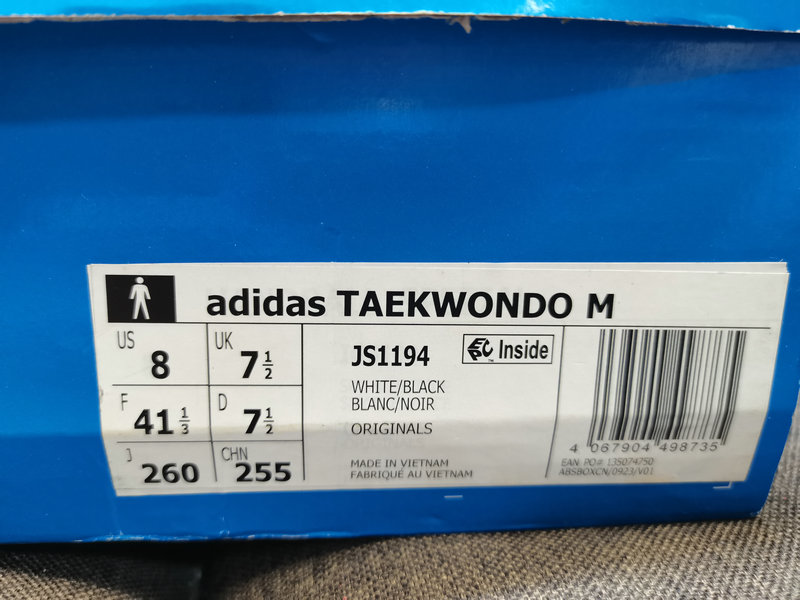 adidas TAEKWONDO M
US 8
UK 7 1/2
F 41 1/3
D 7 1/2
J 260
CHN 255
JS1194
EVC Inside
WHITE/BLACK
BLANC/NOIR
ORIGINALS
MADE IN VIETNAM
FABRIQUÉ AU VIETNAM
4 067904 498735
EAN PO# 135074750
ABSBOXCN/0923/V01